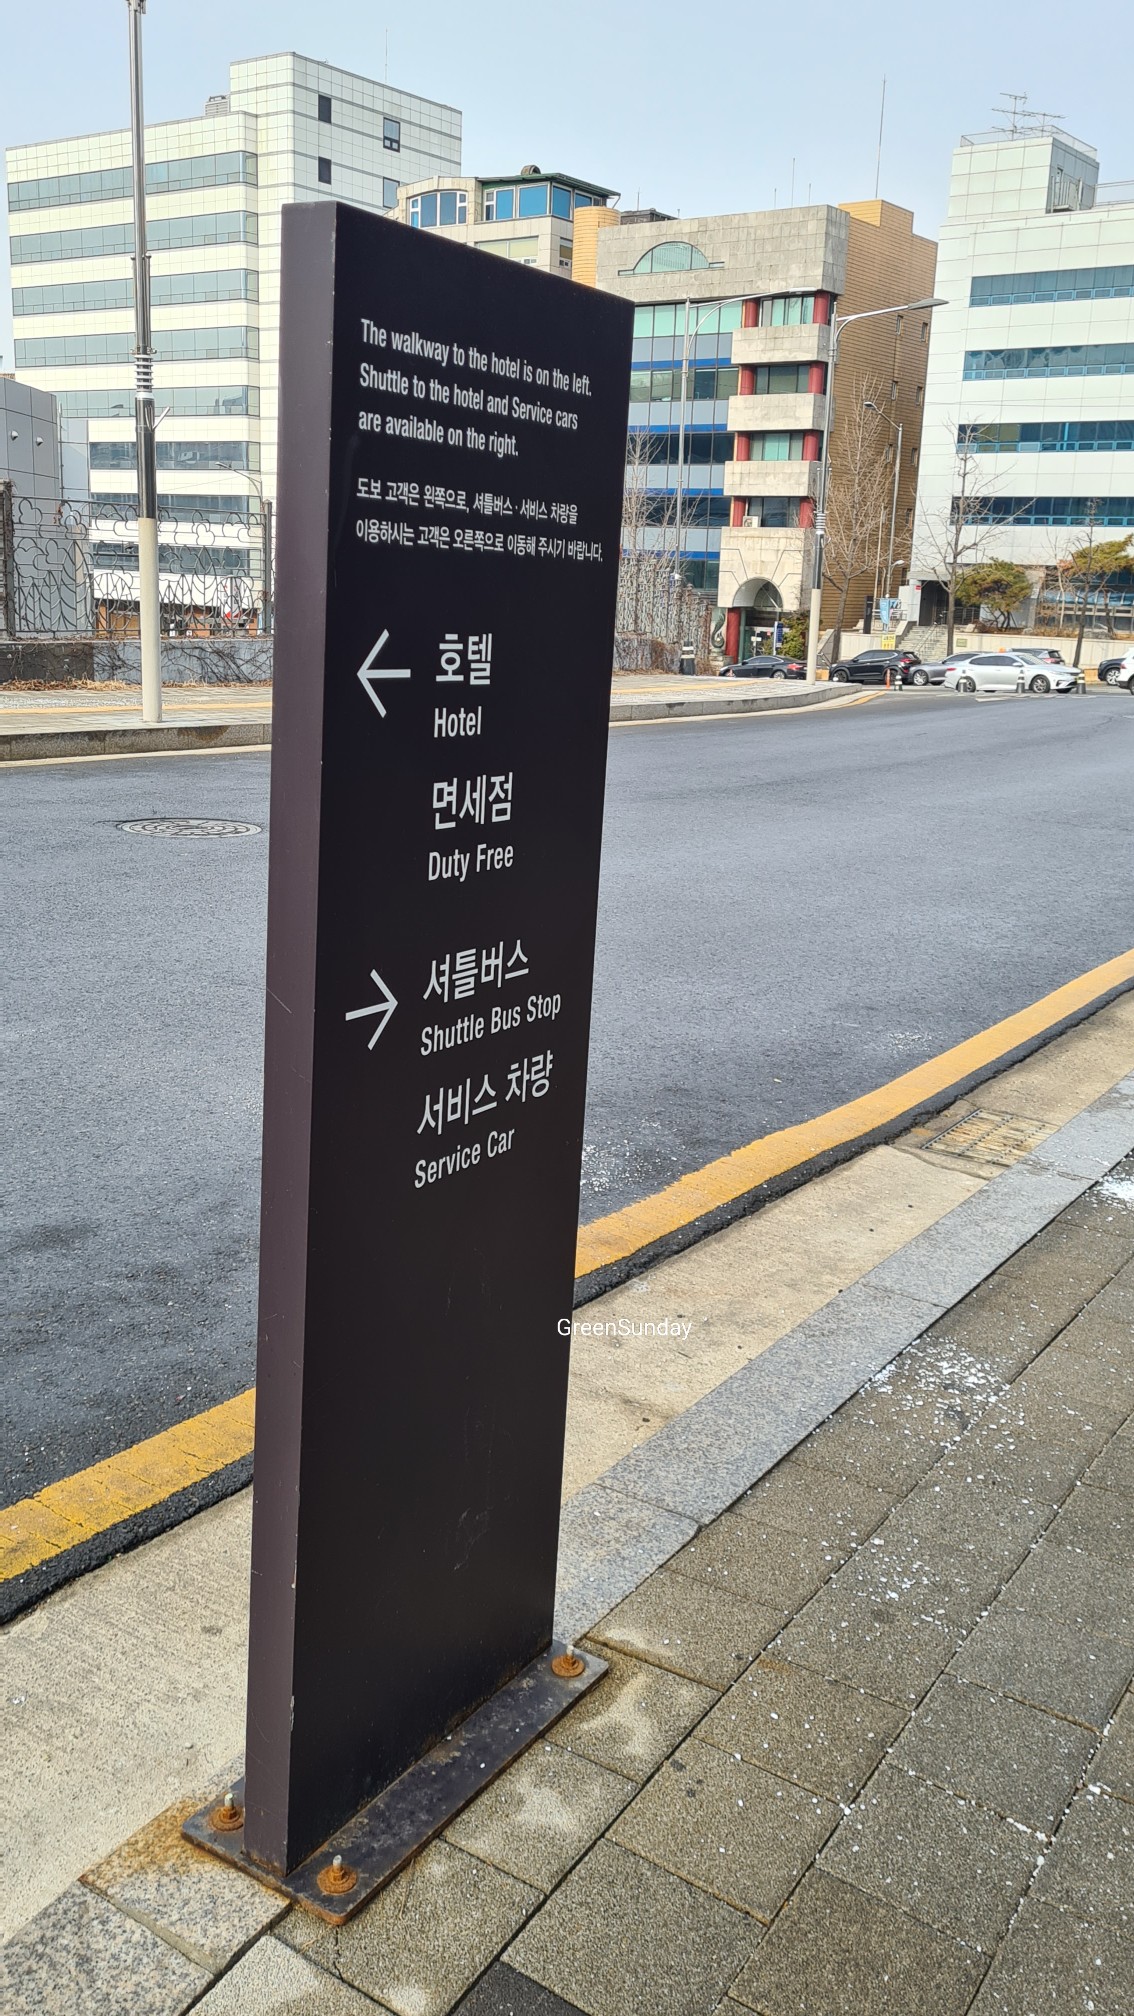 The walkway to the hotel is on the left.
Shuttle to the hotel and Service cars
are available on the right.
도보 고객은 왼쪽으로, 셔틀버스 · 서비스 차량을
이용하시는 고객은 오른쪽으로 이동해 주시기 바랍니다.
호텔
Hotel
면세점
Duty Free
셔틀버스
Shuttle Bus Stop
서비스 차량
Service Car
GreenSunday